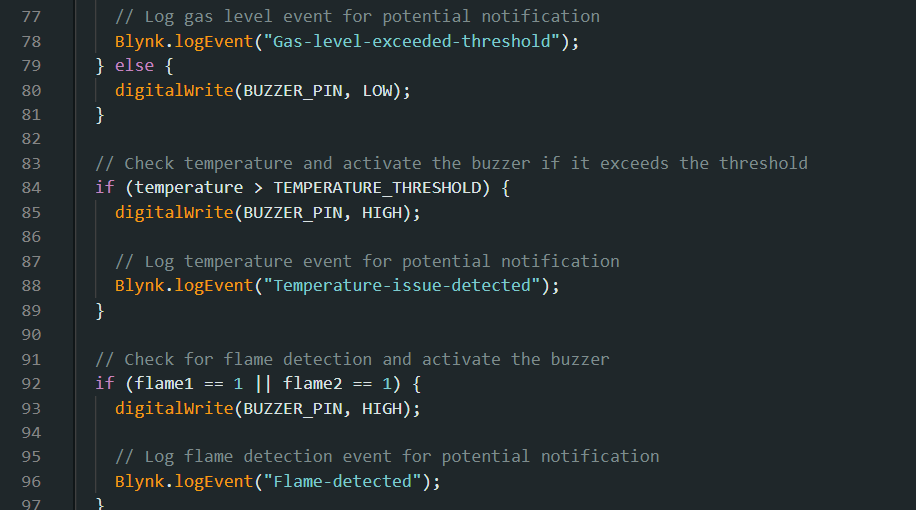 77 // Log gas level event for potential notification
78 Blynk.logEvent("Gas-level-exceeded-threshold");
79 } else {
80 digitalWrite(BUZZER_PIN, LOW);
81 }
82
83 // Check temperature and activate the buzzer if it exceeds the threshold
84 if (temperature > TEMPERATURE_THRESHOLD) {
85 digitalWrite(BUZZER_PIN, HIGH);
86
87 // Log temperature event for potential notification
88 Blynk.logEvent("Temperature-issue-detected");
89 }
90
91 // Check for flame detection and activate the buzzer
92 if (flame1 == 1 || flame2 == 1) {
93 digitalWrite(BUZZER_PIN, HIGH);
94
95 // Log flame detection event for potential notification
96 Blynk.logEvent("Flame-detected");
97 }